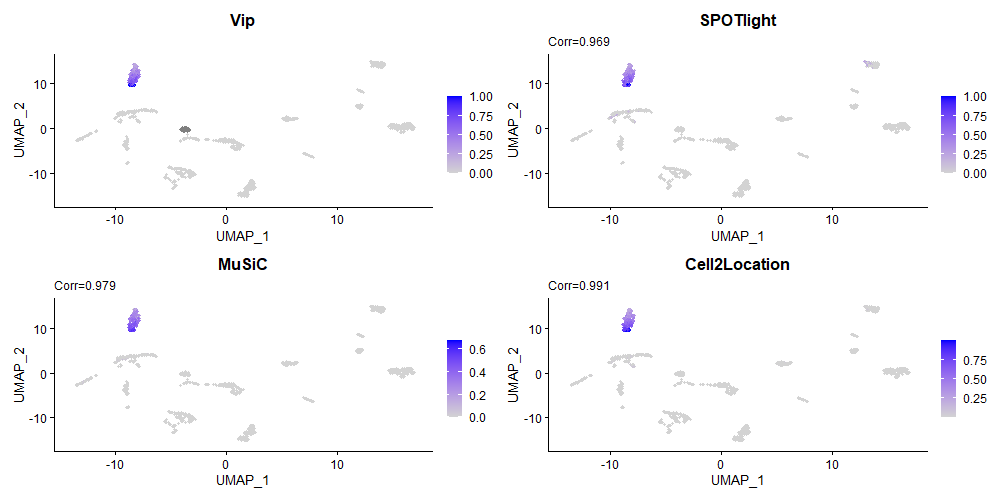 Vip
UMAP_2
10
0
-10
-10
0
10
UMAP_1
1.00
0.75
0.50
0.25
0.00
SPOTlight
Corr=0.969
UMAP_2
10
0
-10
-10
0
10
UMAP_1
1.00
0.75
0.50
0.25
0.00
MuSiC
Corr=0.979
UMAP_2
10
0
-10
-10
0
10
UMAP_1
0.6
0.4
0.2
0.0
Cell2Location
Corr=0.991
UMAP_2
10
0
-10
-10
0
10
UMAP_1
0.75
0.50
0.25